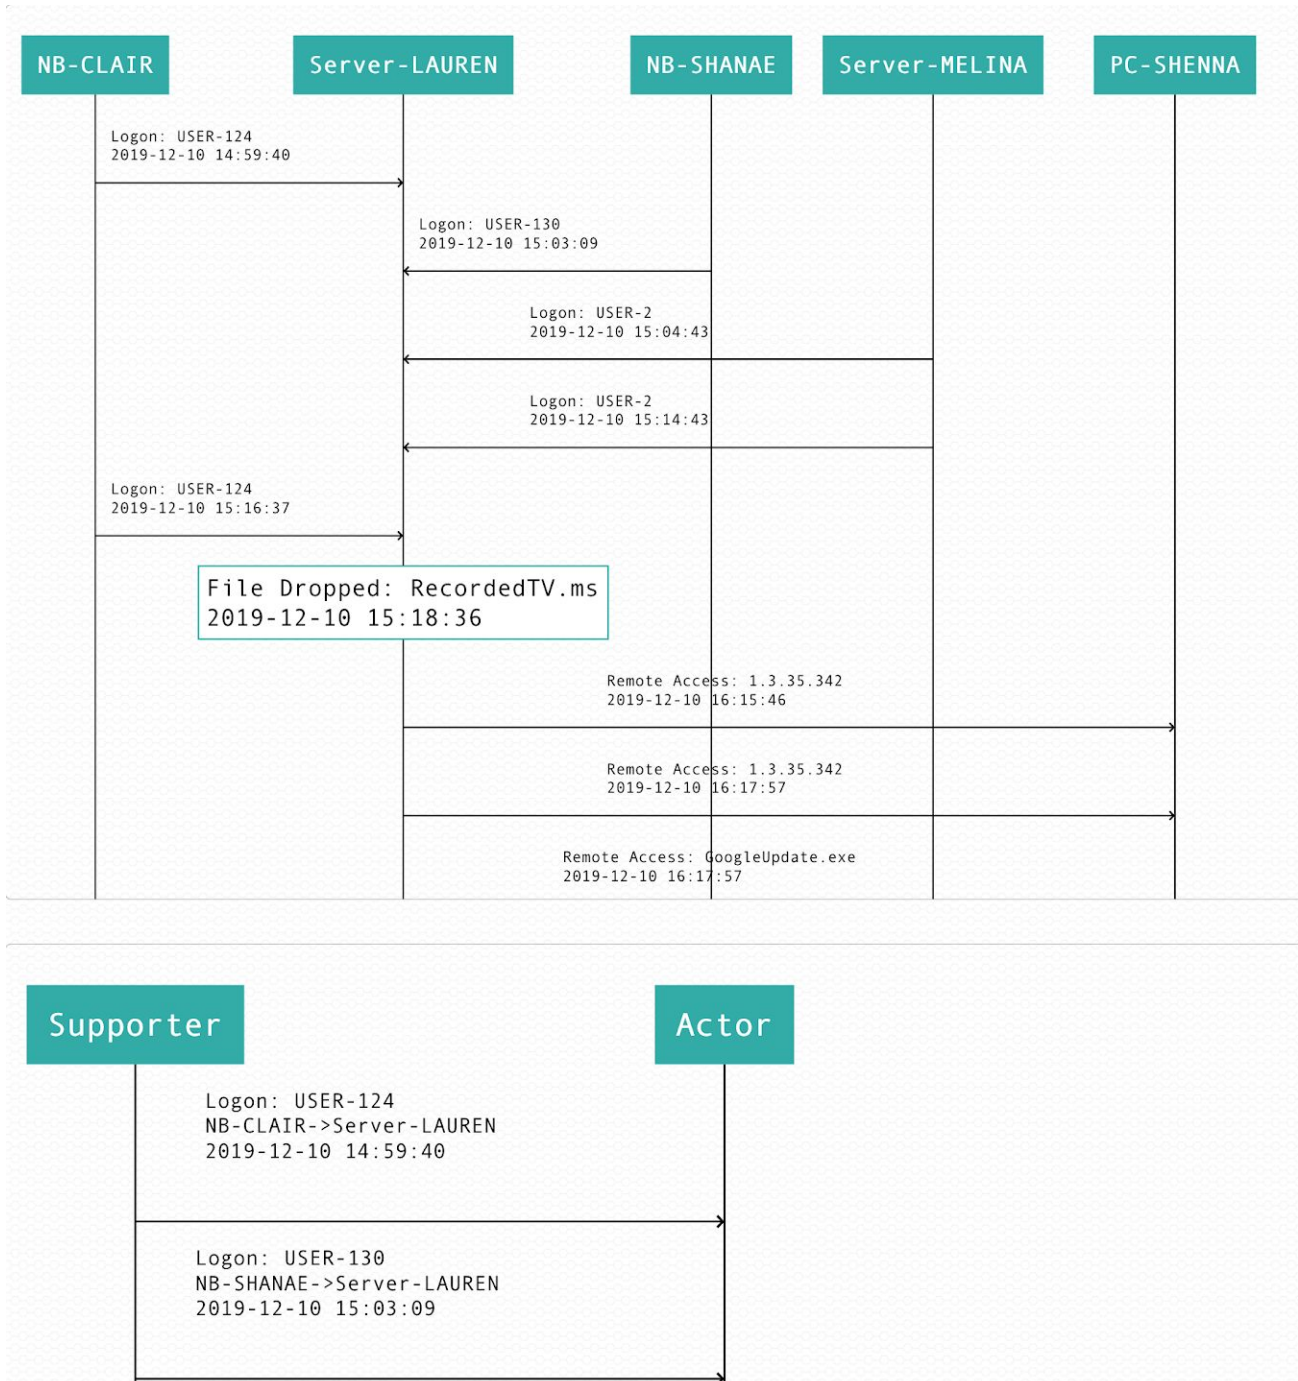 NB-CLAIR
Server-LAUREN
NB-SHANAE
Server-MELINA
PC-SHENNA
Logon: USER-124
2019-12-10 14:59:40
Logon: USER-130
2019-12-10 15:03:09
Logon: USER-2
2019-12-10 15:04:43
Logon: USER-2
2019-12-10 15:14:43
Logon: USER-124
2019-12-10 15:16:37
File Dropped: RecordedTV.ms
2019-12-10 15:18:36
Remote Access: 1.3.35.342
2019-12-10 16:15:46
Remote Access: 1.3.35.342
2019-12-10 16:17:57
Remote Access: GoogleUpdate.exe
2019-12-10 16:17:57
Supporter
Actor
Logon: USER-124
NB-CLAIR->Server-LAUREN
2019-12-10 14:59:40
Logon: USER-130
NB-SHANAE->Server-LAUREN
2019-12-10 15:03:09